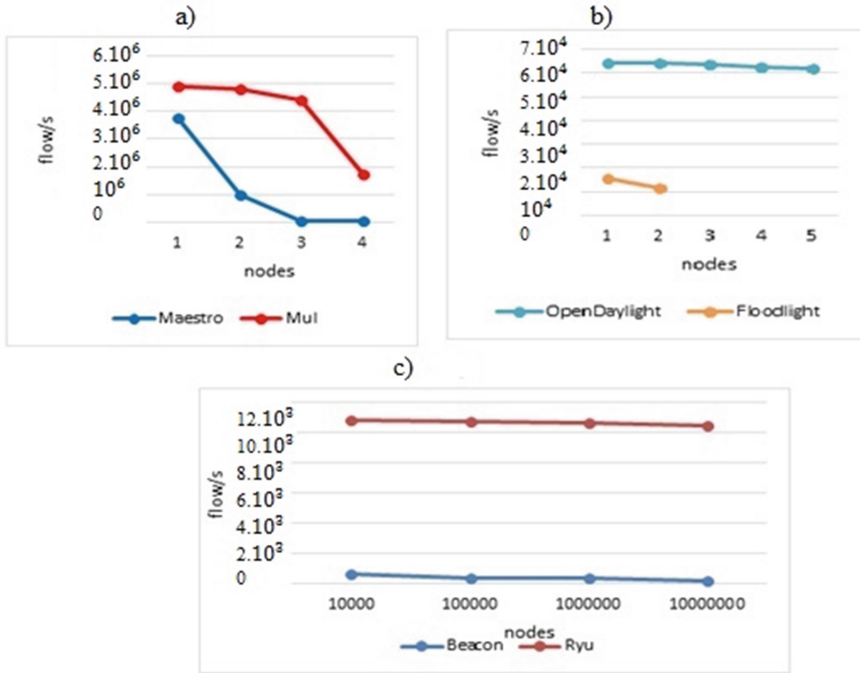 a)
6.10⁶
5.10⁶
4.10⁶
3.10⁶
2.10⁶
10⁶
0
flow/s
1 2 3 4
nodes
Maestro Mul
b)
7.10⁴
6.10⁴
5.10⁴
4.10⁴
3.10⁴
2.10⁴
10⁴
0
flow/s
1 2 3 4 5
nodes
OpenDaylight Floodlight
c)
12.10³
10.10³
8.10³
6.10³
4.10³
2.10³
0
flow/s
10000 100000 1000000 10000000
nodes
Beacon Ryu